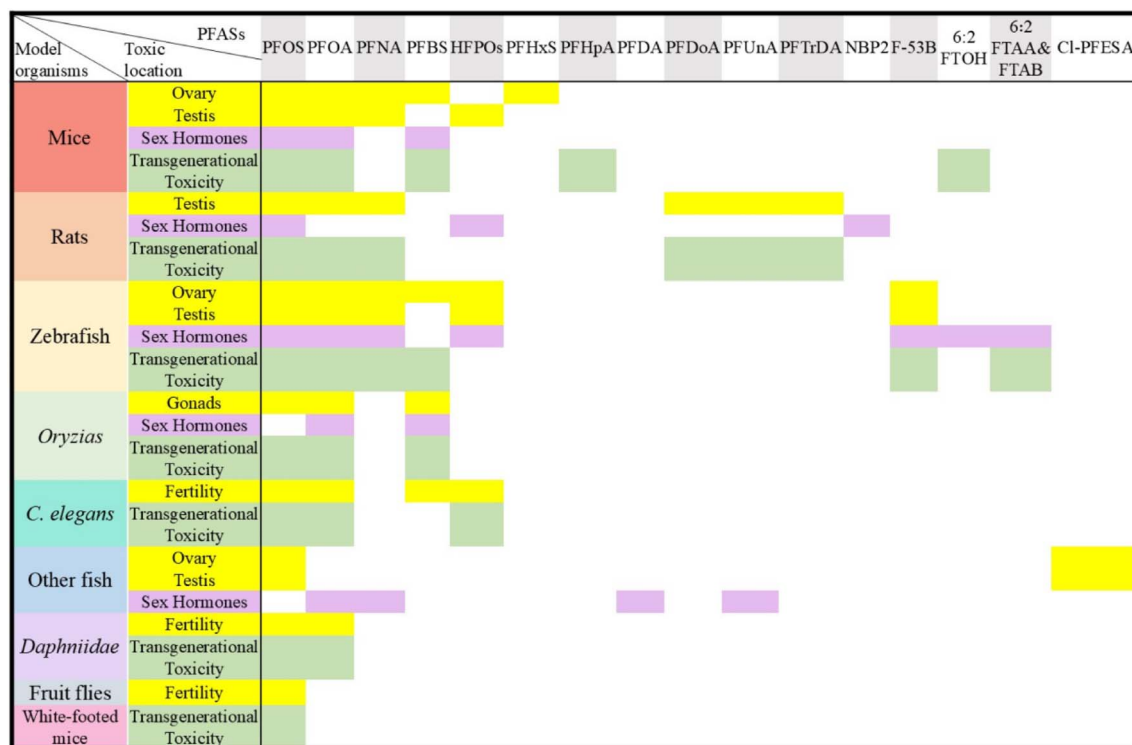 PFASs
Model organisms
Toxic location
PFOS PFOA PFNA PFBS HFPOs PFHxS PFHpA PFDA PFDoA PFUnA PFTrDA NBP2 F-53B 6:2 FTOH 6:2 FTAA& FTAB Cl-PFESA
Mice
Ovary
Testis
Sex Hormones
Transgenerational
Toxicity
Rats
Testis
Sex Hormones
Transgenerational
Toxicity
Zebrafish
Ovary
Testis
Sex Hormones
Transgenerational
Toxicity
Oryzias
Gonads
Sex Hormones
Transgenerational
Toxicity
C. elegans
Fertility
Transgenerational
Toxicity
Other fish
Ovary
Testis
Sex Hormones
Daphniidae
Fertility
Transgenerational
Toxicity
Fruit flies
Fertility
White-footed
mice
Transgenerational
Toxicity